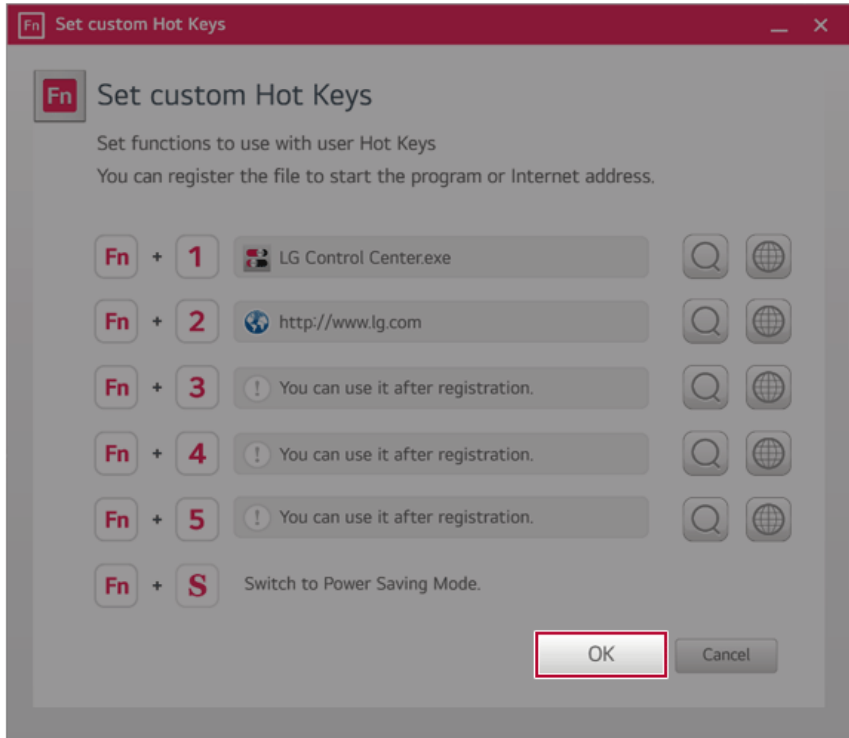 Fn Set custom Hot Keys
Fn Set custom Hot Keys
Set functions to use with user Hot Keys
You can register the file to start the program or Internet address.
Fn + 1 LG Control Center.exe
Fn + 2 http://www.lg.com
Fn + 3 ! You can use it after registration.
Fn + 4 ! You can use it after registration.
Fn + 5 ! You can use it after registration.
Fn + S Switch to Power Saving Mode.
OK Cancel